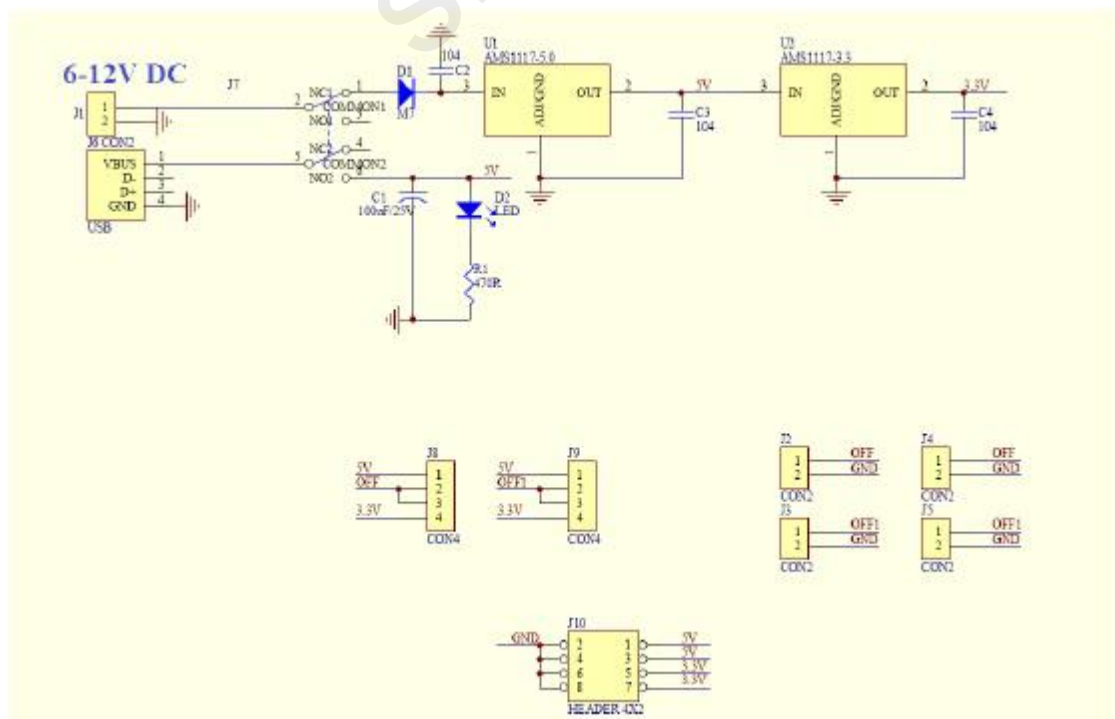 6-12V DC
J1
1
2
J6 CON2
VBUS 1
D- 2
D+ 3
GND 4
USB
J7
NC1 1
2 COMMON1
NO1 3
NC2 4
5 COMMON2
NO2 6
D1
M7
104
C2
U1
AMS1117-5.0
3 IN
ADJ/GND
OUT 2
1
5V
C3
104
AMS1117-3.3
3 IN
ADJ/GND
OUT 2
1
3.3V
C4
104
5V
C1
100uF/25V
D2
LED
R1
470R
J8
5V 1
OFF 2
3
3.3V 4
CON4
J9
5V 1
OFF1 2
3
3.3V 4
CON4
J2
1 OFF
2 GND
CON2
J4
1 OFF
2 GND
CON2
J3
1 OFF1
2 GND
CON2
J5
1 OFF1
2 GND
CON2
J10
GND 2 1 5V
4 3 5V
6 5 3.3V
8 7 3.3V
HEADER 4X2